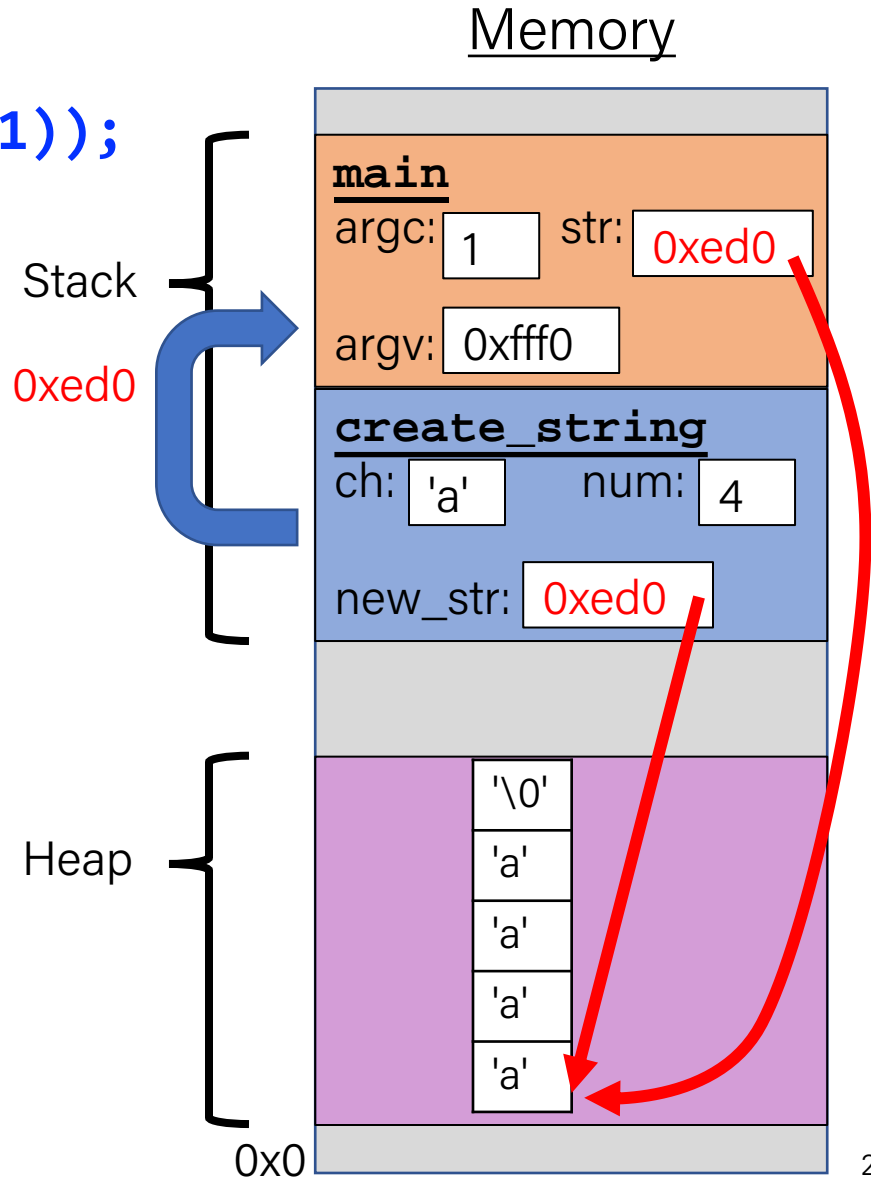 Memory
1));
main
argc: 1 str: 0xed0
Stack
argv: 0xfff0
0xed0
create_string
ch: 'a' num: 4
new_str: 0xed0
'\0'
'a'
Heap
'a'
'a'
'a'
0x0
2